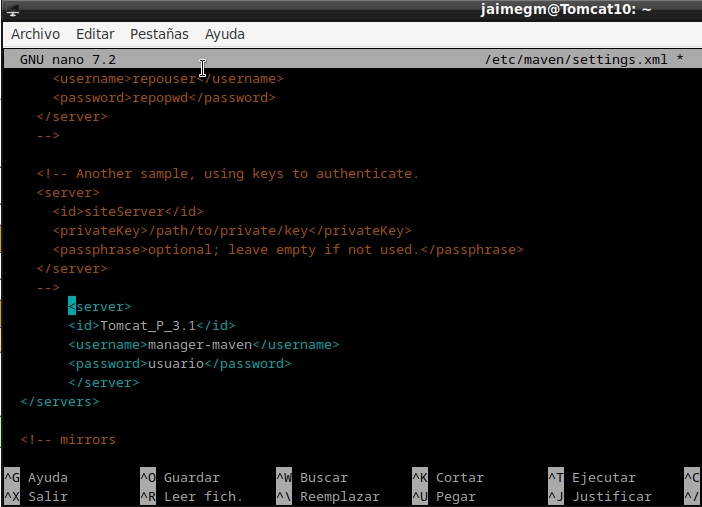 jaimegm@Tomcat10: ~
Archivo Editar Pestañas Ayuda
GNU nano 7.2 /etc/maven/settings.xml *
<username>repouser</username>
<password>repopwd</password>
</server>
-->
<!-- Another sample, using keys to authenticate.
<server>
<id>siteServer</id>
<privateKey>/path/to/private/key</privateKey>
<passphrase>optional; leave empty if not used.</passphrase>
</server>
-->
<server>
<id>Tomcat_P_3.1</id>
<username>manager-maven</username>
<password>usuario</password>
</server>
</servers>
<!-- mirrors
^G Ayuda ^O Guardar ^W Buscar ^K Cortar ^T Ejecutar ^C
^X Salir ^R Leer fich. ^\ Reemplazar ^U Pegar ^J Justificar ^/